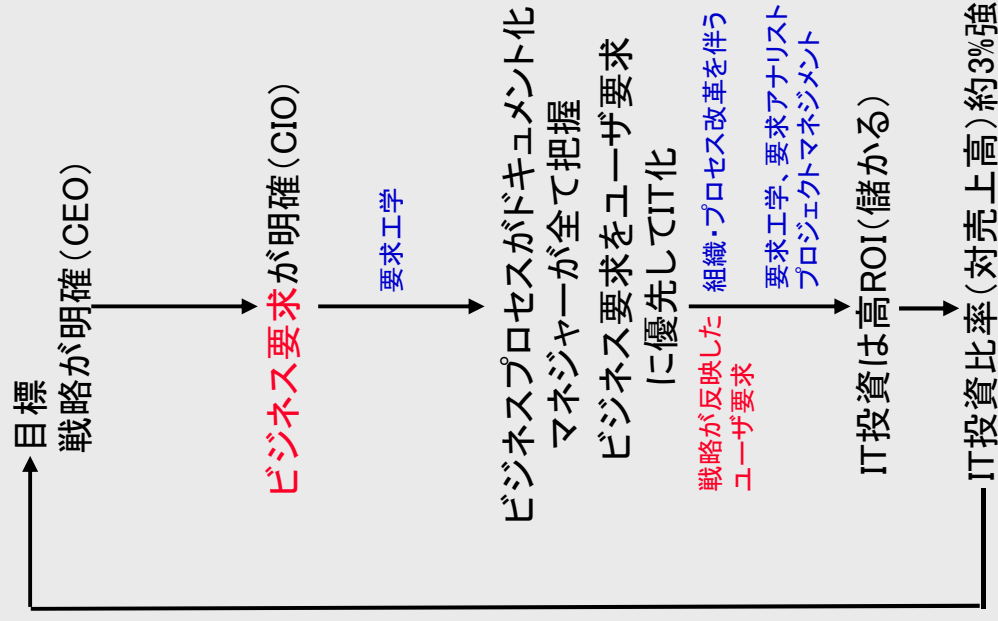 目標
戦略が明確（CEO）
ビジネス要求が明確（CIO）
要求工学
ビジネスプロセスがドキュメント化
マネジャーが全て把握
ビジネス要求をユーザ要求
に優先してIT化
戦略が反映した
ユーザ要求
組織・プロセス改革を伴う
要求工学、要求アナリスト
プロジェクトマネジメント
IT投資は高ROI（儲かる）
IT投資比率（対売上高）約3%強